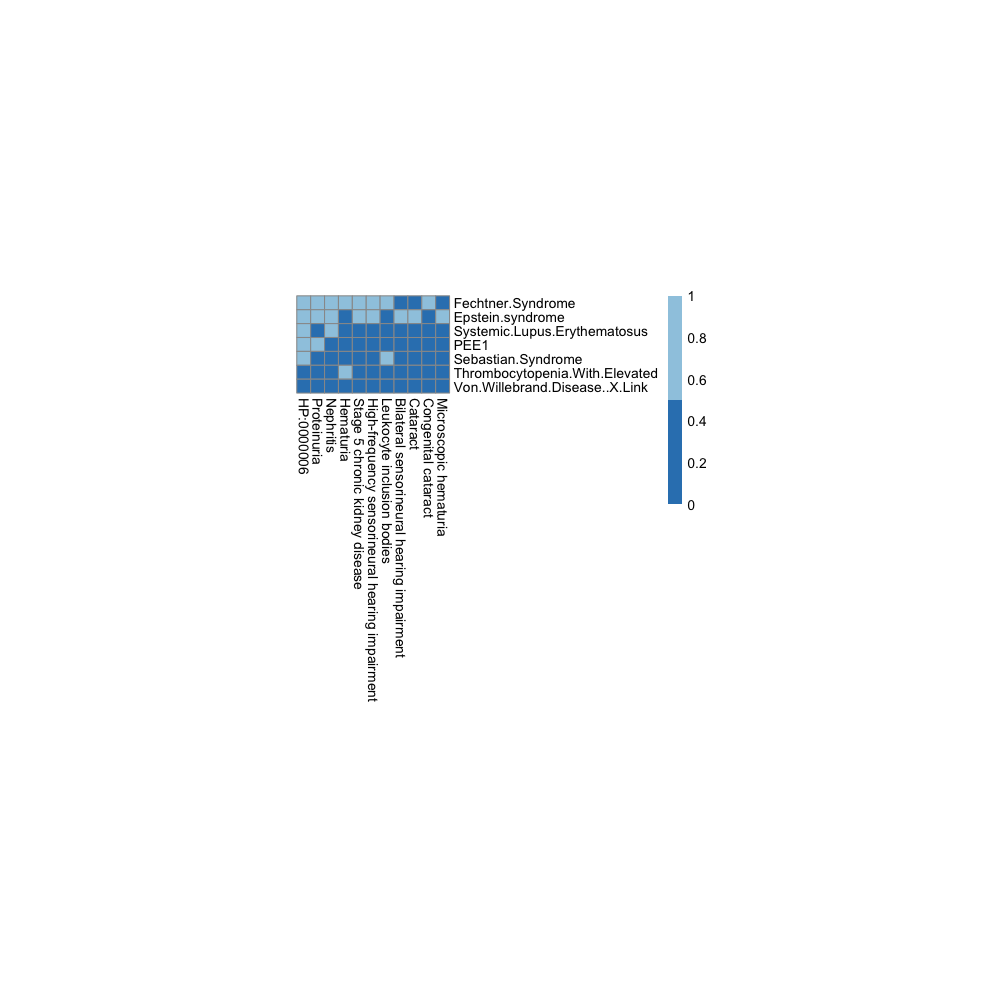 Fechtner.Syndrome
Epstein.syndrome
Systemic.Lupus.Erythematosus
PEE1
Sebastian.Syndrome
Thrombocytopenia.With.Elevated
Von.Willebrand.Disease..X.Link
HP:0000006
Proteinuria
Nephritis
Hematuria
Stage 5 chronic kidney disease
High-frequency sensorineural hearing impairment
Leukocyte inclusion bodies
Bilateral sensorineural hearing impairment
Cataract
Congenital cataract
Microscopic hematuria
1
0.8
0.6
0.4
0.2
0